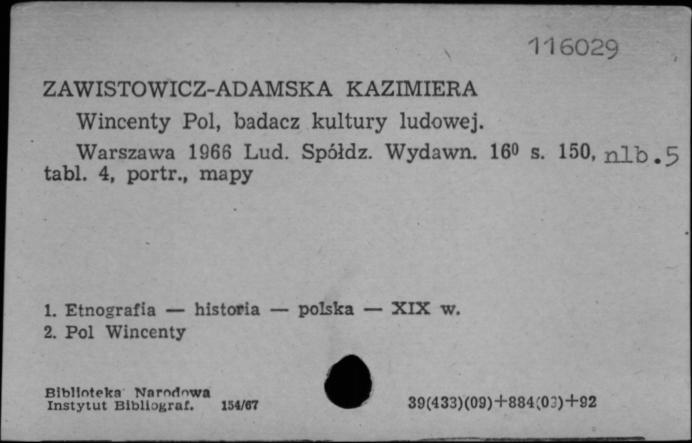 116029
ZAWISTOWICZ-ADAMSKA KAZIMIERA
Wincenty Pol, badacz kultury ludowej.
Warszawa 1966 Lud. Spółdz. Wydawn. 16⁰ s. 150, nlb.5
tabl. 4, portr., mapy
1. Etnografia — historia — polska — XIX w.
2. Pol Wincenty
Biblioteka Narodowa
Instytut Bibliograf. 154/67
39(433)(09)+884(03)+92